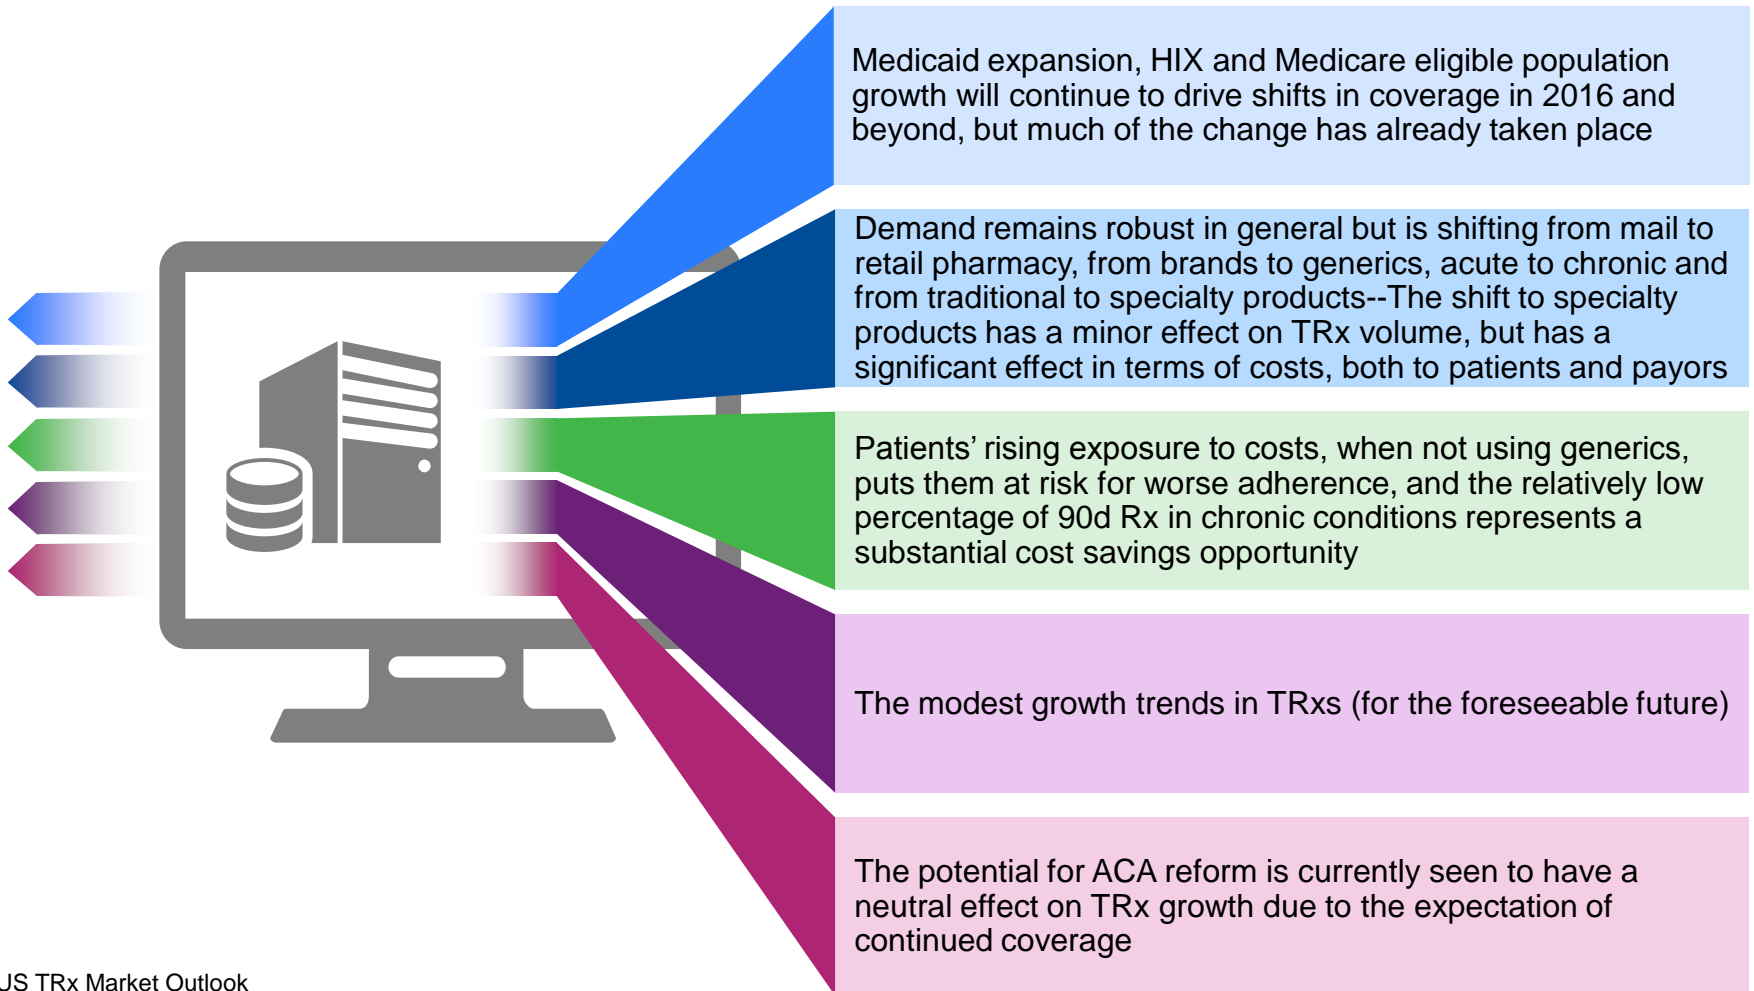 Medicaid expansion, HIX and Medicare eligible population
growth will continue to drive shifts in coverage in 2016 and
beyond, but much of the change has already taken place
Demand remains robust in general but is shifting from mail to
retail pharmacy, from brands to generics, acute to chronic and
from traditional to specialty products--The shift to specialty
products has a minor effect on TRx volume, but has a
significant effect in terms of costs, both to patients and payors
Patients’ rising exposure to costs, when not using generics,
puts them at risk for worse adherence, and the relatively low
percentage of 90d Rx in chronic conditions represents a
substantial cost savings opportunity
The modest growth trends in TRxs (for the foreseeable future)
The potential for ACA reform is currently seen to have a
neutral effect on TRx growth due to the expectation of
continued coverage
US TRx Market Outlook